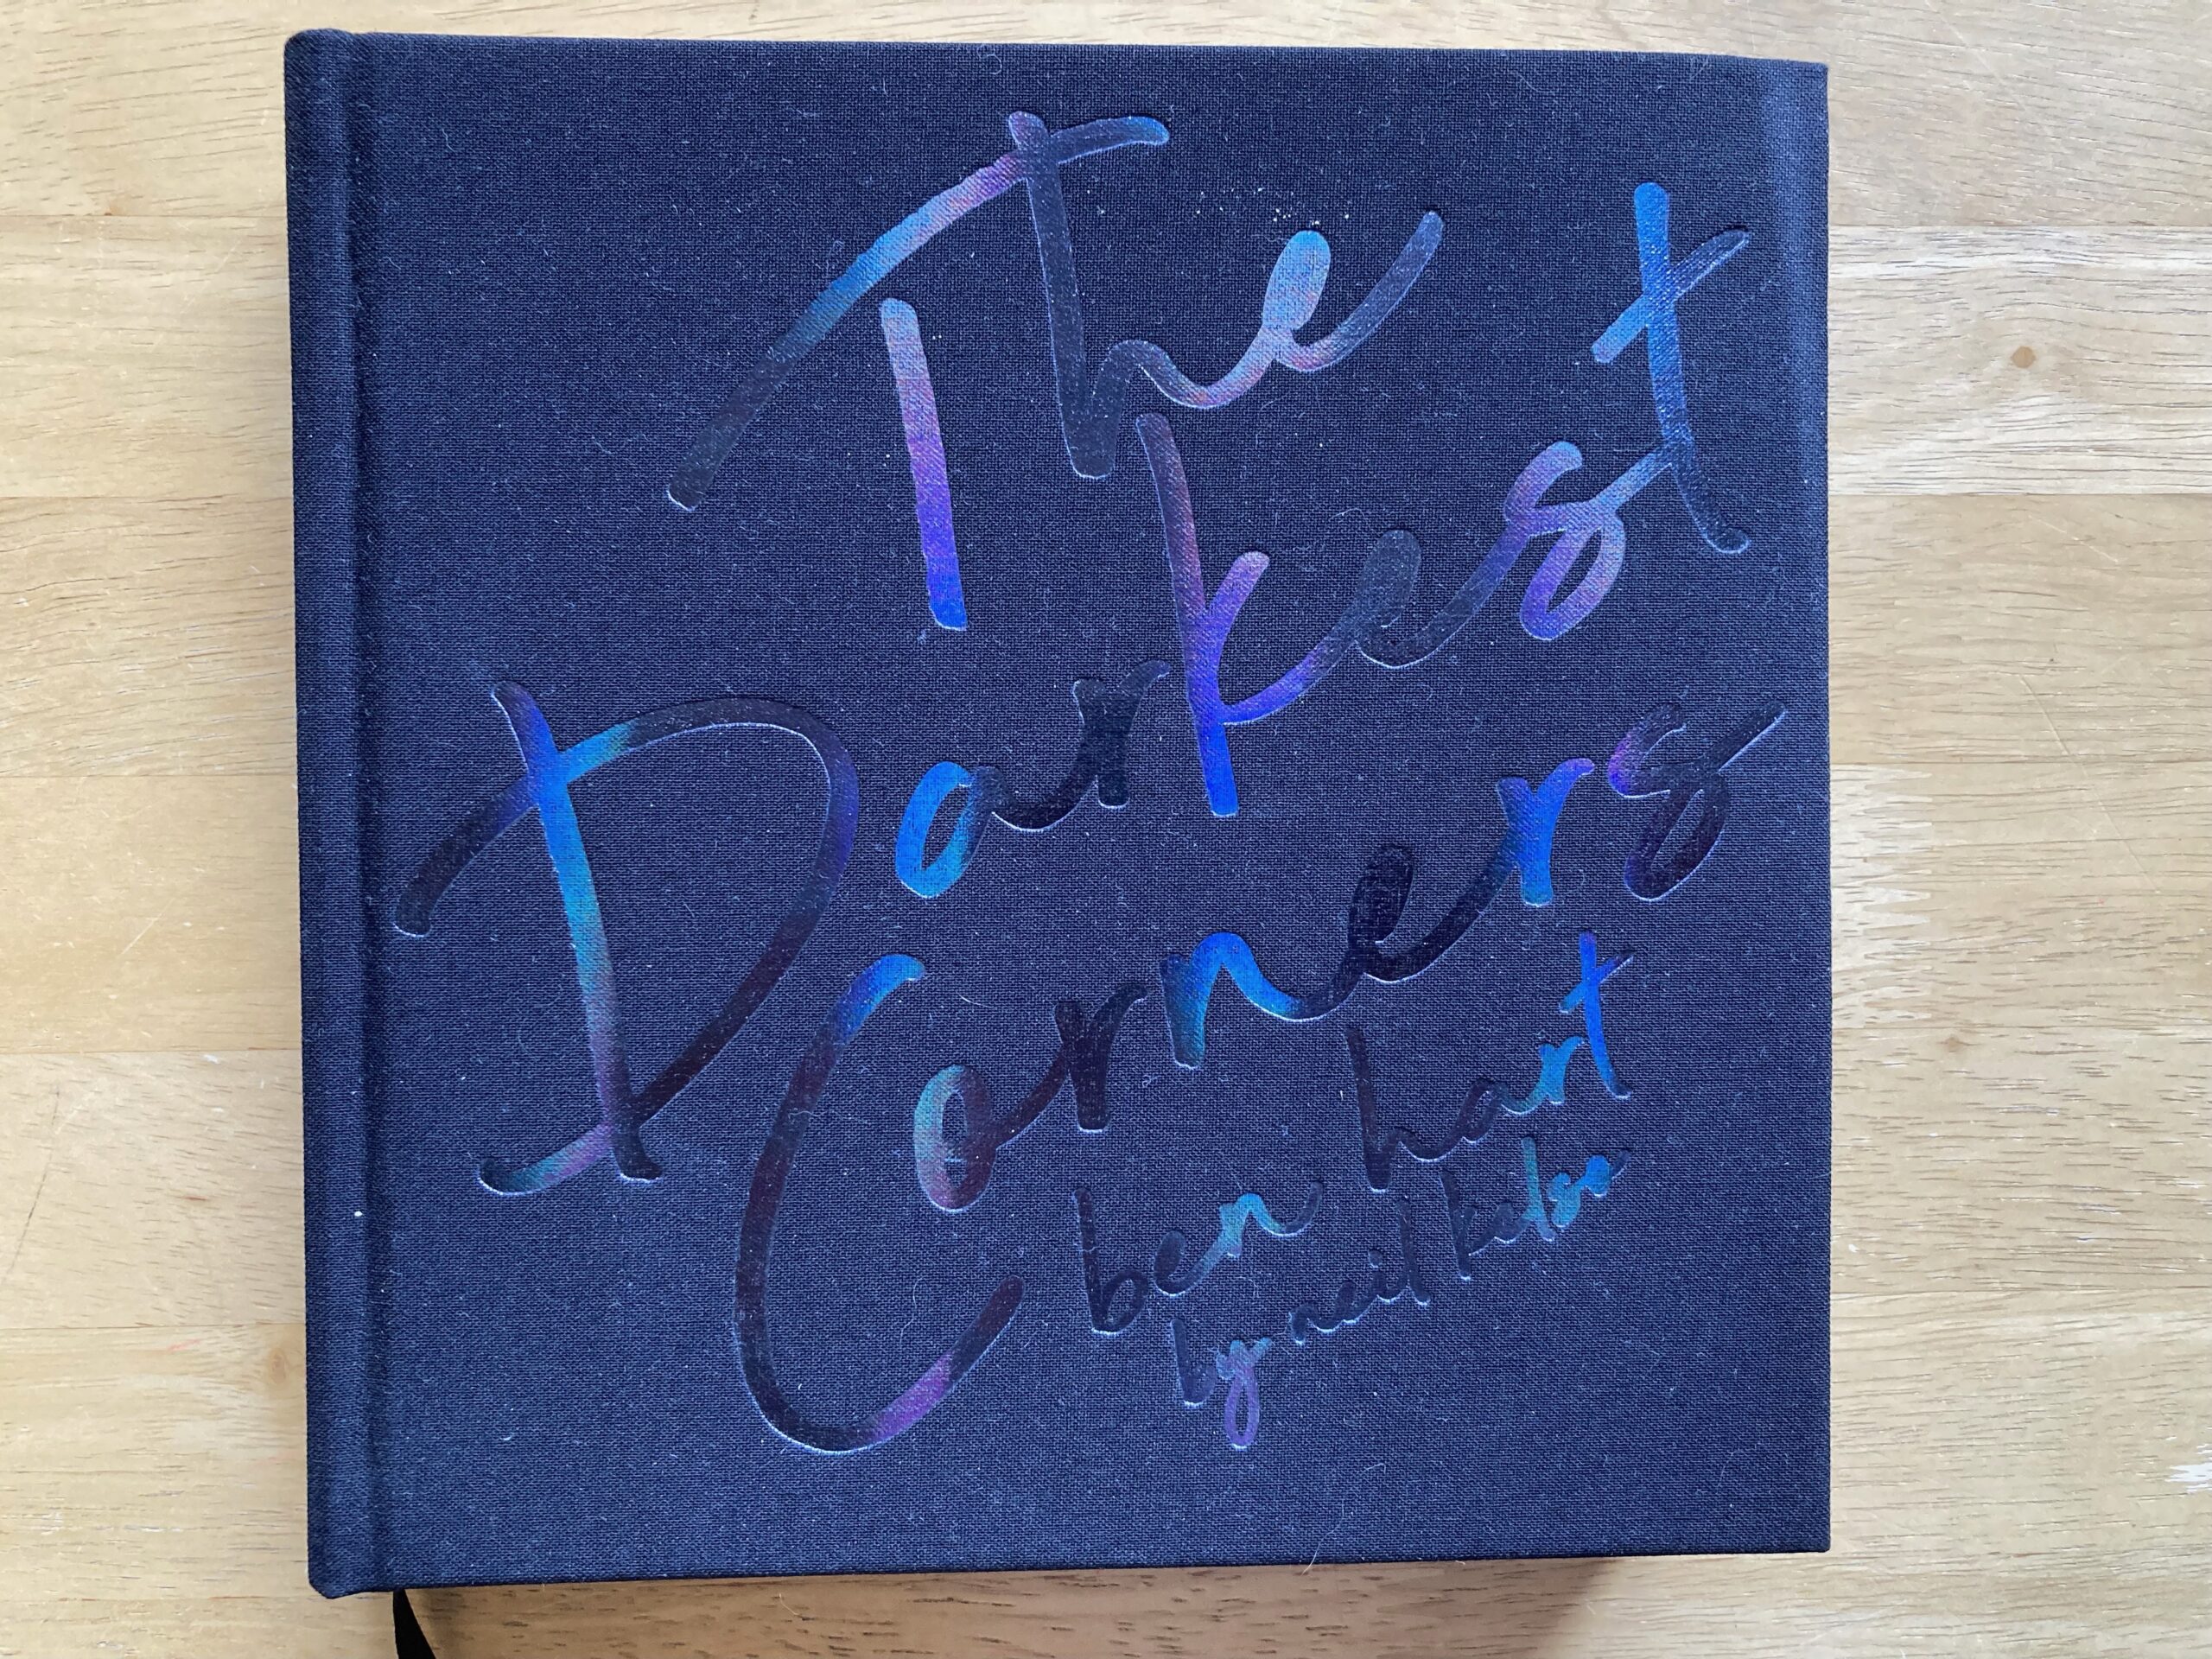 The
Darkest
Corners
ben hart
by neil kelso